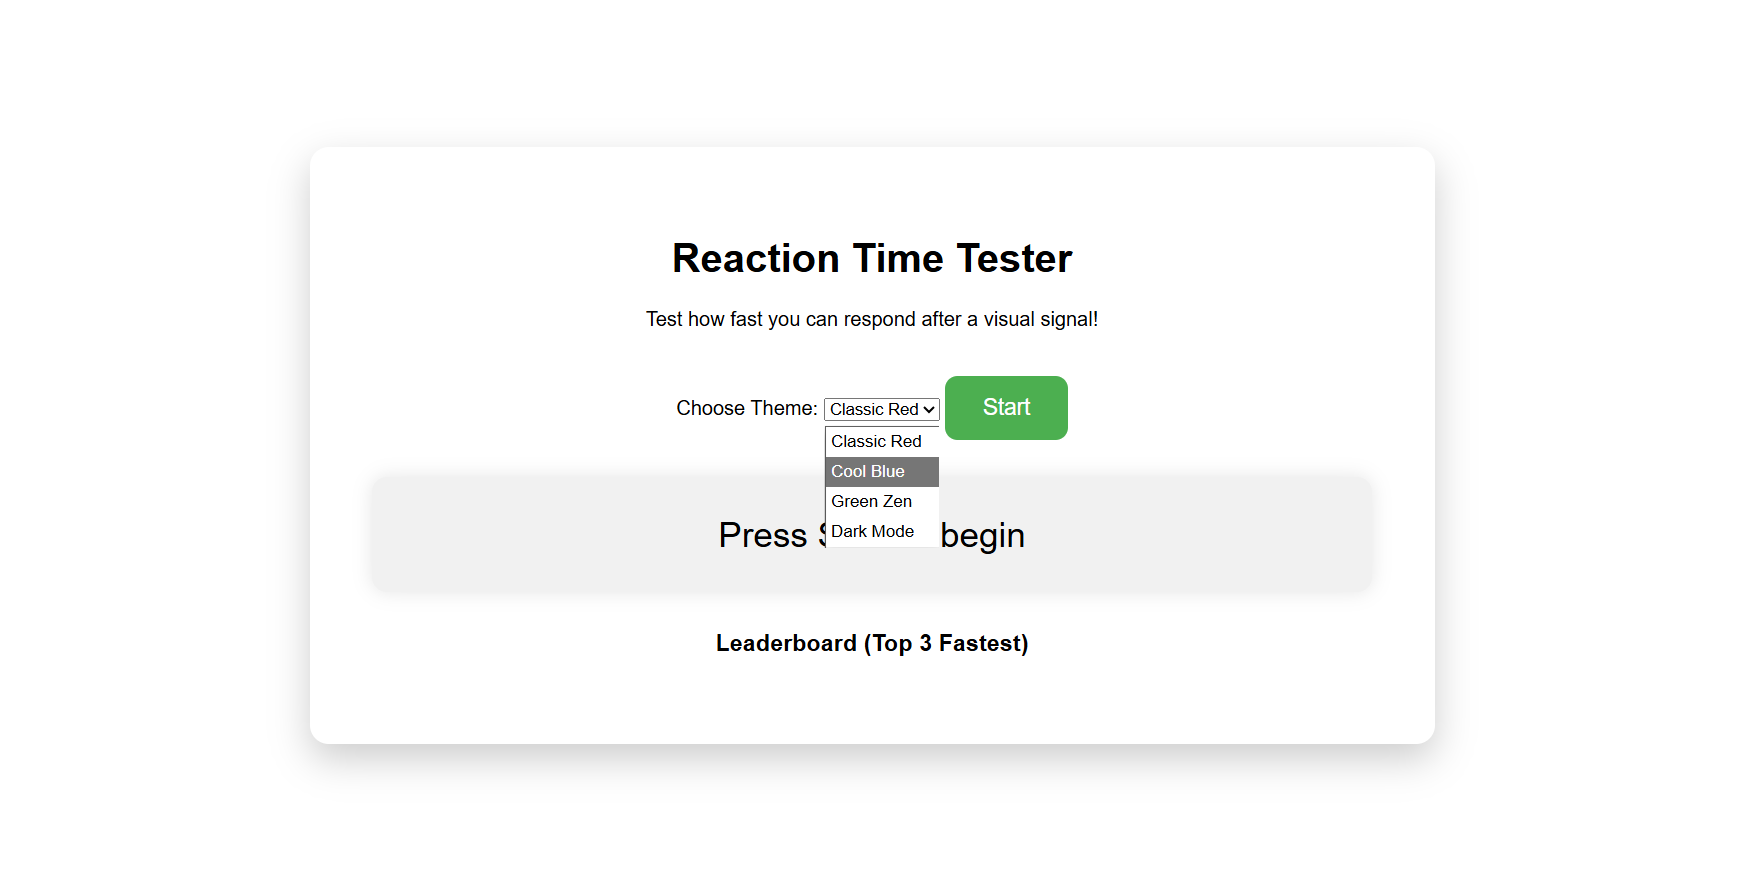 Reaction Time Tester
Test how fast you can respond after a visual signal!
Choose Theme: Classic Red Start
Classic Red
Cool Blue
Green Zen
Dark Mode
Press begin
Leaderboard (Top 3 Fastest)